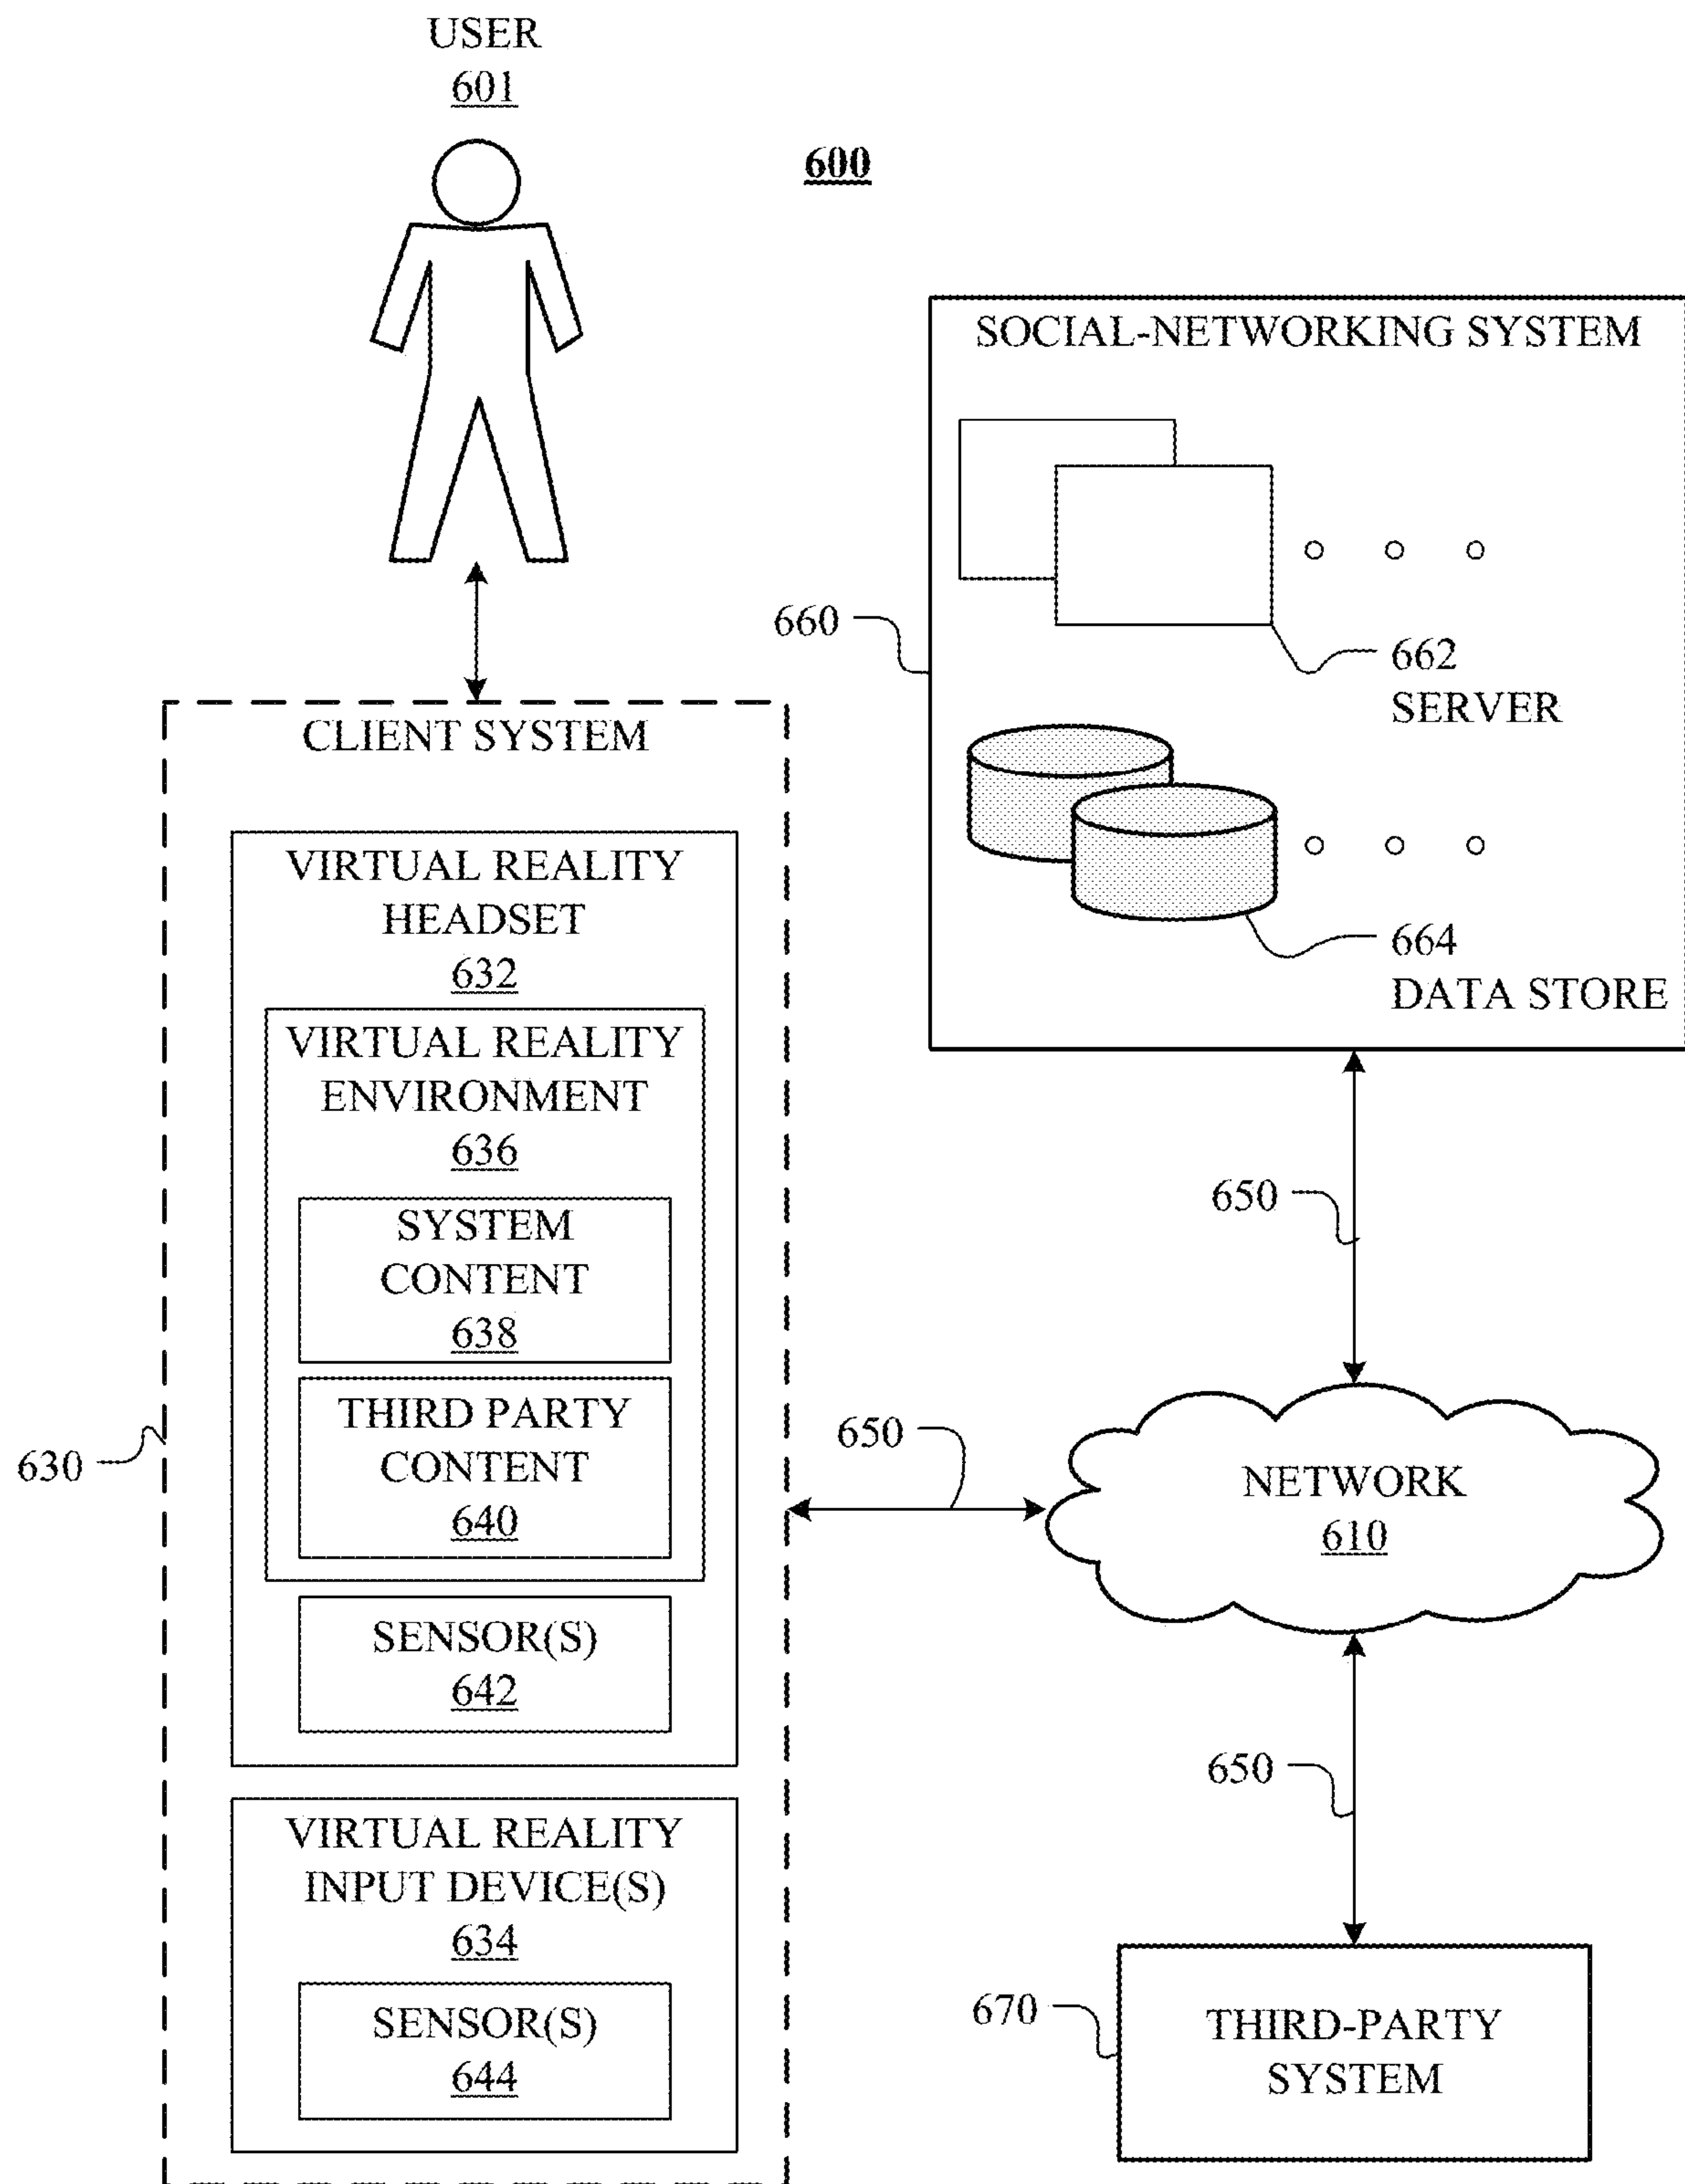 USER
601
600
SOCIAL-NETWORKING SYSTEM
660
662
SERVER
664
DATA STORE
CLIENT SYSTEM
VIRTUAL REALITY
HEADSET
632
VIRTUAL REALITY
ENVIRONMENT
636
SYSTEM
CONTENT
638
THIRD PARTY
CONTENT
640
630
SENSOR(S)
642
VIRTUAL REALITY
INPUT DEVICE(S)
634
SENSOR(S)
644
650
650
NETWORK
610
650
670
THIRD-PARTY
SYSTEM